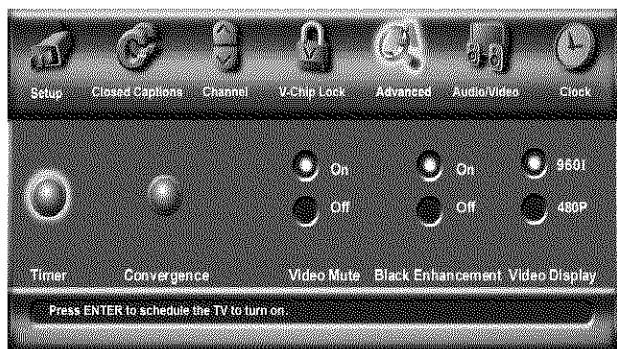 Setup Closed Captions Channel V-Chip Lock Advanced Audio/Video Clock
On On 960I
Off Off 480P
Timer Convergence Video Mute Black Enhancement Video Display
Press ENTER to schedule the TV to turn on.